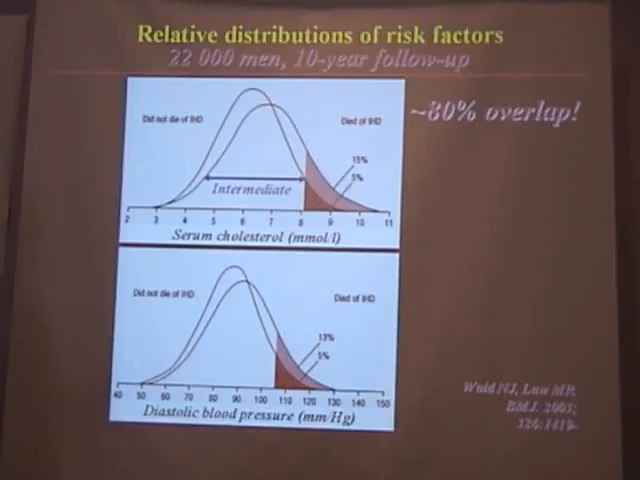 Relative distributions of risk factors
22 000 men, 10-year follow-up
~80% overlap!
Did not die of IHD
Died of IHD
15%
5%
Intermediate
2 3 4 5 6 7 8 9 10 11
Serum cholesterol (mmol/l)
Did not die of IHD
Died of IHD
13%
5%
40 50 60 70 80 90 100 110 120 130 140 150
Diastolic blood pressure (mm/Hg)
Wald NJ, Law MR.
BMJ. 2003;
326:1419-